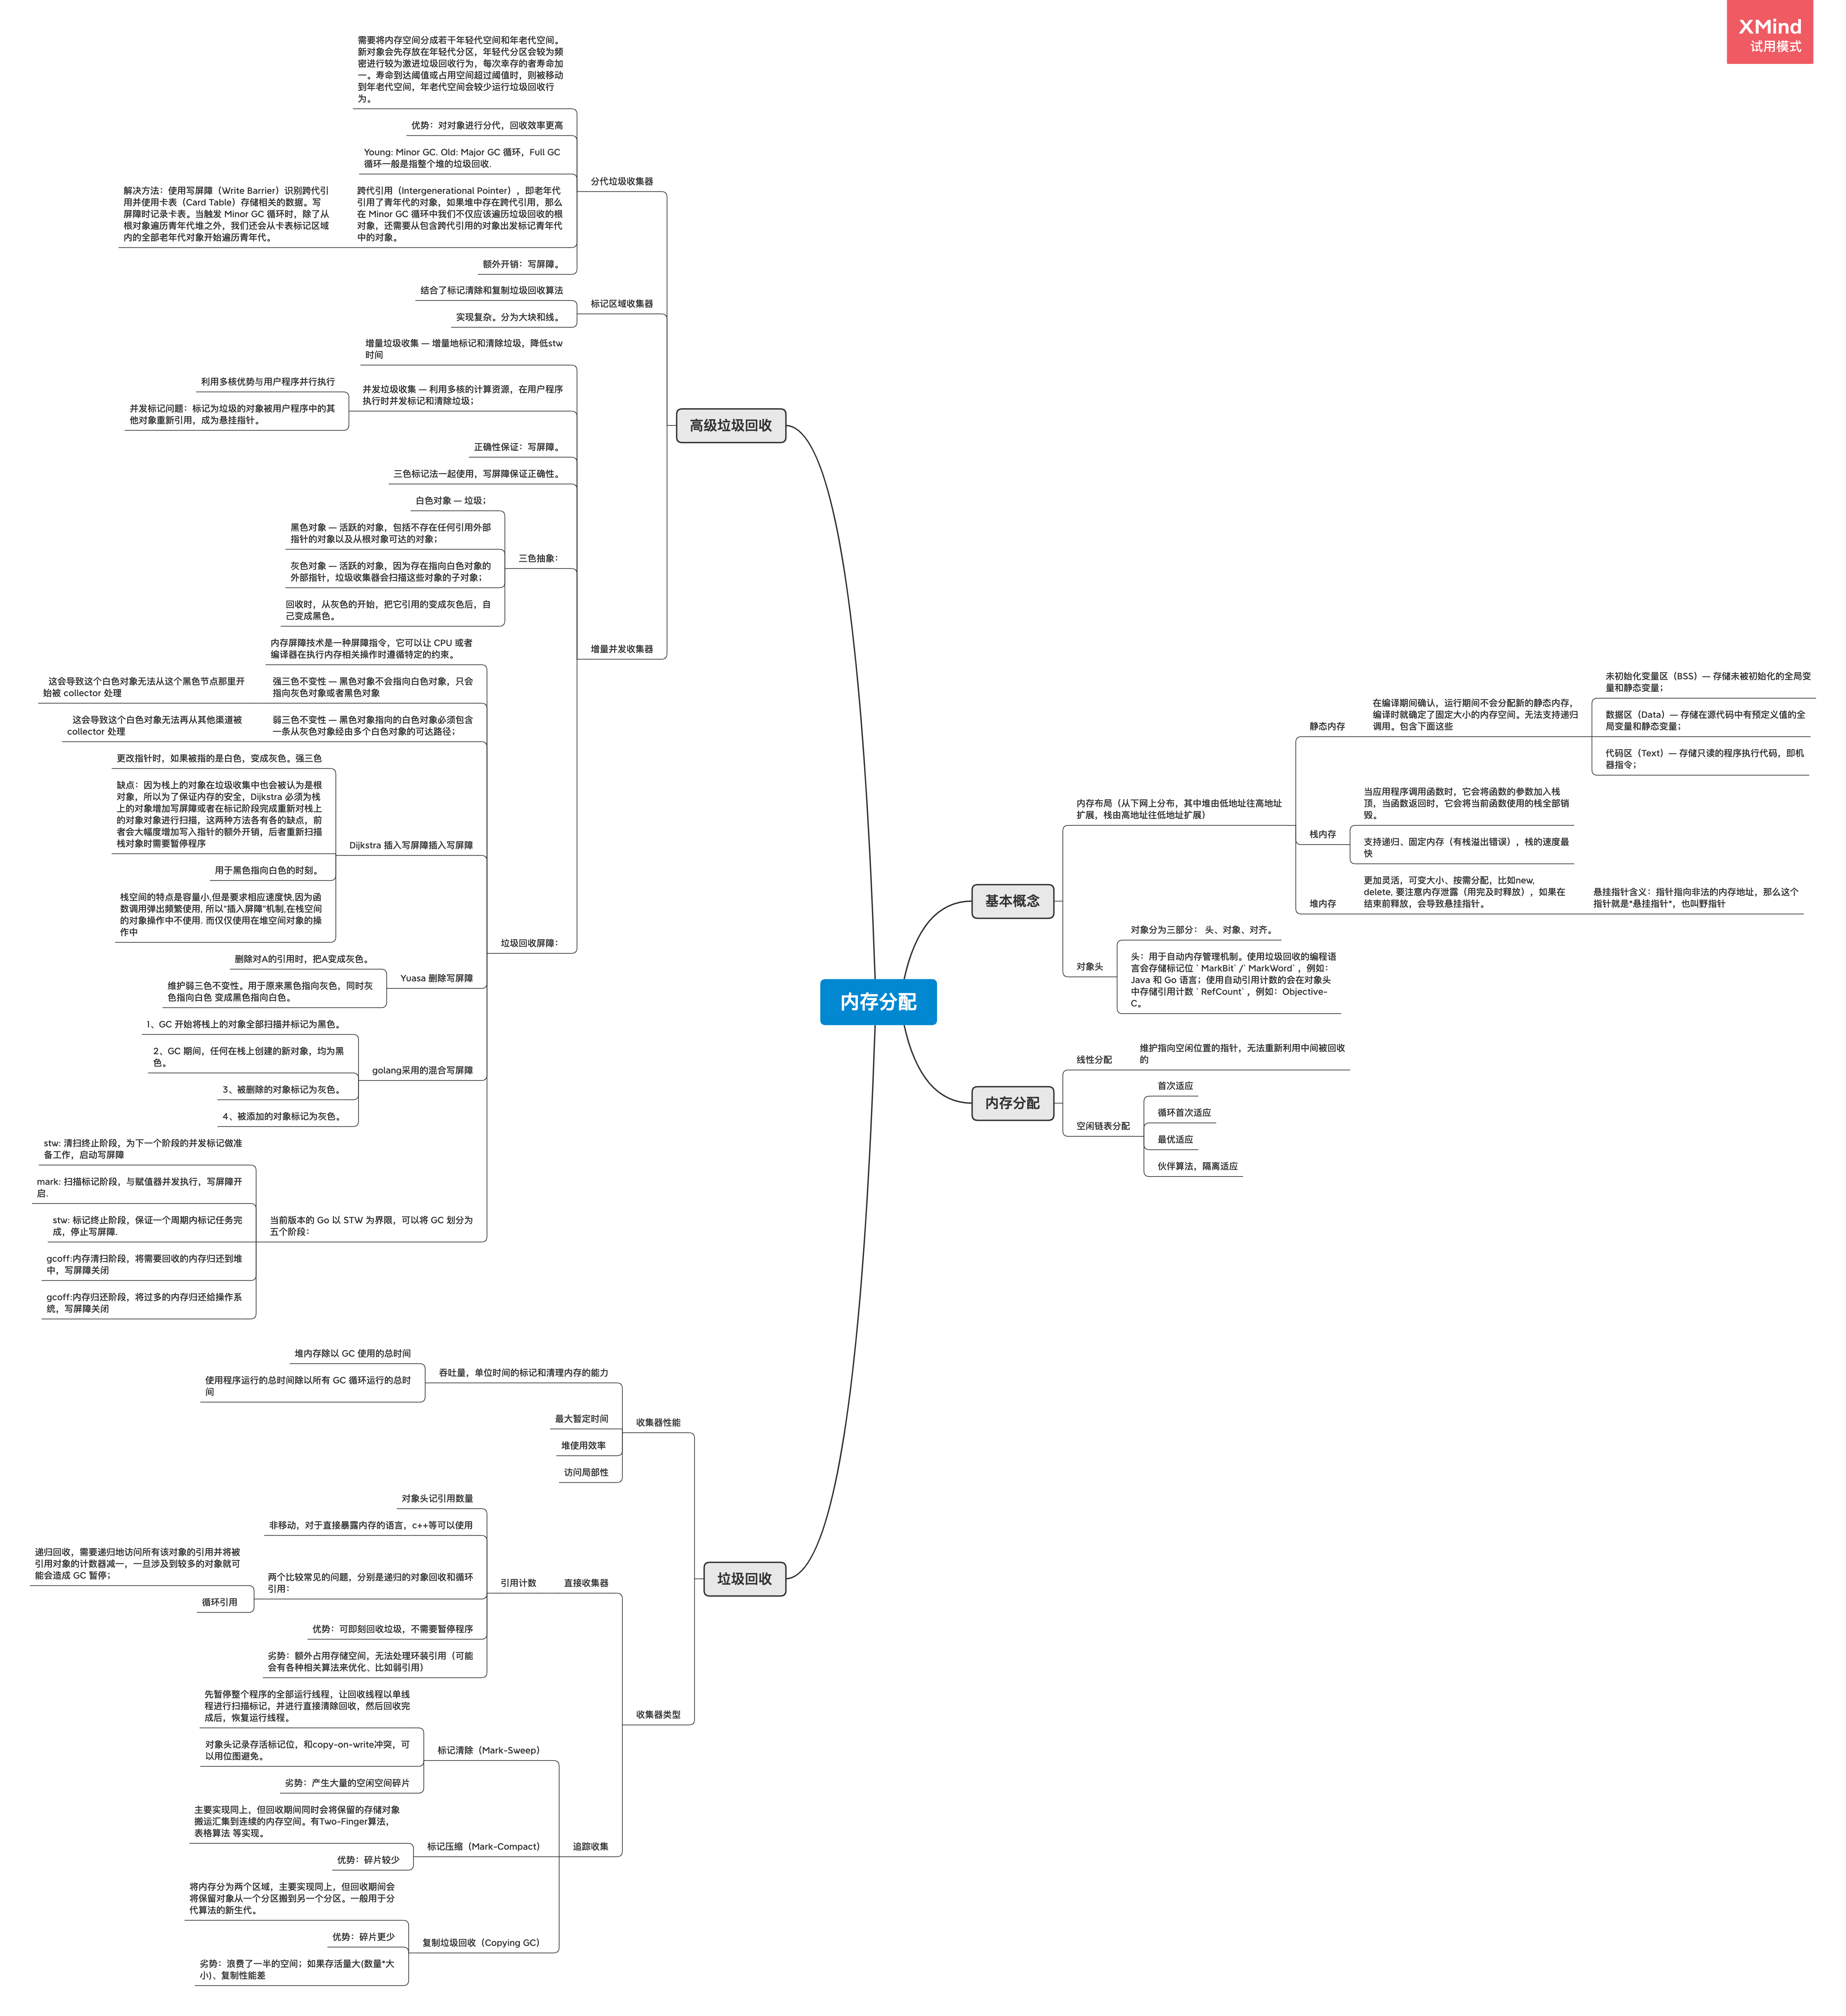 XMind
试用模式
内存分配
基本概念
内存布局（从下网上分布，其中堆由低地址往高地址
扩展，栈由高地址往低地址扩展）
静态内存
在编译期间确认，运行期间不会分配新的静态内存，
编译时就确定了固定大小的内存空间。无法支持递归
调用。包含下面这些
未初始化变量区（BSS）— 存储未被初始化的全局变
量和静态变量；
数据区（Data）— 存储在源代码中有预定义值的全
局变量和静态变量；
代码区（Text）— 存储只读的程序执行代码，即机
器指令；
栈内存
当应用程序调用函数时，它会将函数的参数加入栈
顶，当函数返回时，它会将当前函数使用的栈全部销
毁。
支持递归、固定内存（有栈溢出错误），栈的速度最
快
堆内存
更加灵活，可变大小、按需分配，比如new,
delete, 要注意内存泄露（用完及时释放），如果在
结束前释放，会导致悬挂指针。
悬挂指针含义：指针指向非法的内存地址，那么这个
指针就是"悬挂指针"，也叫野指针
对象头
对象分为三部分： 头、对象、对齐。
头：用于自动内存管理机制。使用垃圾回收的编程语
言会存储标记位 ` MarkBit` /` MarkWord` ，例如：
Java 和 Go 语言；使用自动引用计数的会在对象头
中存储引用计数 ` RefCount` ，例如：Objective-
C。
内存分配
线性分配
维护指向空闲位置的指针，无法重新利用中间被回收
的
空闲链表分配
首次适应
循环首次适应
最优适应
伙伴算法，隔离适应
高级垃圾回收
分代垃圾收集器
需要将内存空间分成若干年轻代空间和年老代空间。
新对象会先存放在年轻代分区，年轻代分区会较为频
密进行较为激进垃圾回收行为，每次幸存的者寿命加
一。寿命到达阈值或占用空间超过阈值时，则被移动
到年老代空间，年老代空间会较少运行垃圾回收行
为。
优势：对对象进行分代，回收效率更高
Young: Minor GC. Old: Major GC 循环，Full GC
循环一般是指整个堆的垃圾回收.
跨代引用（Intergenerational Pointer），即老年代
引用了青年代的对象，如果堆中存在跨代引用，那么
在 Minor GC 循环中我们不仅应该遍历垃圾回收的根
对象，还需要从包含跨代引用的对象出发标记青年代
中的对象。
解决方法：使用写屏障（Write Barrier）识别跨代引
用并使用卡表（Card Table）存储相关的数据。写
屏障时记录卡表。当触发 Minor GC 循环时，除了从
根对象遍历青年代堆之外，我们还会从卡表标记区域
内的全部老年代对象开始遍历青年代。
额外开销：写屏障。
标记区域收集器
结合了标记清除和复制垃圾回收算法
实现复杂。分为大块和线。
增量并发收集器
增量垃圾收集 — 增量地标记和清除垃圾，降低stw
时间
并发垃圾收集 — 利用多核的计算资源，在用户程序
执行时并发标记和清除垃圾；
利用多核优势与用户程序并行执行
并发标记问题：标记为垃圾的对象被用户程序中的其
他对象重新引用，成为悬挂指针。
正确性保证：写屏障。
三色标记法一起使用，写屏障保证正确性。
三色抽象：
白色对象 — 垃圾；
黑色对象 — 活跃的对象，包括不存在任何引用外部
指针的对象以及从根对象可达的对象；
灰色对象 — 活跃的对象，因为存在指向白色对象的
外部指针，垃圾收集器会扫描这些对象的子对象；
回收时，从灰色的开始，把它引用的变成灰色后，自
己变成黑色。
垃圾回收屏障：
内存屏障技术是一种屏障指令，它可以让 CPU 或者
编译器在执行内存相关操作时遵循特定的约束。
强三色不变性 — 黑色对象不会指向白色对象，只会
指向灰色对象或者黑色对象
这会导致这个白色对象无法从这个黑色节点那里开
始被 collector 处理
弱三色不变性 — 黑色对象指向的白色对象必须包含
一条从灰色对象经由多个白色对象的可达路径；
这会导致这个白色对象无法再从其他渠道被
collector 处理
Dijkstra 插入写屏障插入写屏障
更改指针时，如果被指的是白色，变成灰色。强三色
缺点：因为栈上的对象在垃圾收集中也会被认为是根
对象，所以为了保证内存的安全，Dijkstra 必须为栈
上的对象增加写屏障或者在标记阶段完成重新对栈上
的对象对象进行扫描，这两种方法各有各的缺点，前
者会大幅度增加写入指针的额外开销，后者重新扫描
栈对象时需要暂停程序
用于黑色指向白色的时刻。
栈空间的特点是容量小,但是要求相应速度快,因为函
数调用弹出频繁使用, 所以"插入屏障"机制,在栈空间
的对象操作中不使用. 而仅仅使用在堆空间对象的操
作中
Yuasa 删除写屏障
删除对A的引用时，把A变成灰色。
维护弱三色不变性。用于原来黑色指向灰色，同时灰
色指向白色 变成黑色指向白色。
golang采用的混合写屏障
1、GC 开始将栈上的对象全部扫描并标记为黑色。
2、GC 期间，任何在栈上创建的新对象，均为黑
色。
3、被删除的对象标记为灰色。
4、被添加的对象标记为灰色。
当前版本的 Go 以 STW 为界限，可以将 GC 划分为
五个阶段：
stw: 清扫终止阶段，为下一个阶段的并发标记做准
备工作，启动写屏障
mark: 扫描标记阶段，与赋值器并发执行，写屏障开
启.
stw: 标记终止阶段，保证一个周期内标记任务完
成，停止写屏障.
gcoff:内存清扫阶段，将需要回收的内存归还到堆
中，写屏障关闭
gcoff:内存归还阶段，将过多的内存归还给操作系
统，写屏障关闭
垃圾回收
收集器性能
吞吐量，单位时间的标记和清理内存的能力
堆内存除以 GC 使用的总时间
使用程序运行的总时间除以所有 GC 循环运行的总时
间
最大暂定时间
堆使用效率
访问局部性
收集器类型
直接收集器
引用计数
对象头记引用数量
非移动，对于直接暴露内存的语言，c++等可以使用
两个比较常见的问题，分别是递归的对象回收和循环
引用：
递归回收，需要递归地访问所有该对象的引用并将被
引用对象的计数器减一，一旦涉及到较多的对象就可
能会造成 GC 暂停；
循环引用
优势：可即刻回收垃圾，不需要暂停程序
劣势：额外占用存储空间，无法处理环装引用（可能
会有各种相关算法来优化、比如弱引用）
追踪收集
标记清除（Mark-Sweep）
先暂停整个程序的全部运行线程，让回收线程以单线
程进行扫描标记，并进行直接清除回收，然后回收完
成后，恢复运行线程。
对象头记录存活标记位，和copy-on-write冲突，可
以用位图避免。
劣势：产生大量的空闲空间碎片
标记压缩（Mark-Compact）
主要实现同上，但回收期间同时会将保留的存储对象
搬运汇集到连续的内存空间。有Two-Finger算法，
表格算法 等实现。
优势：碎片较少
复制垃圾回收（Copying GC）
将内存分为两个区域，主要实现同上，但回收期间会
将保留对象从一个分区搬到另一个分区。一般用于分
代算法的新生代。
优势：碎片更少
劣势：浪费了一半的空间；如果存活量大(数量*大
小)、复制性能差